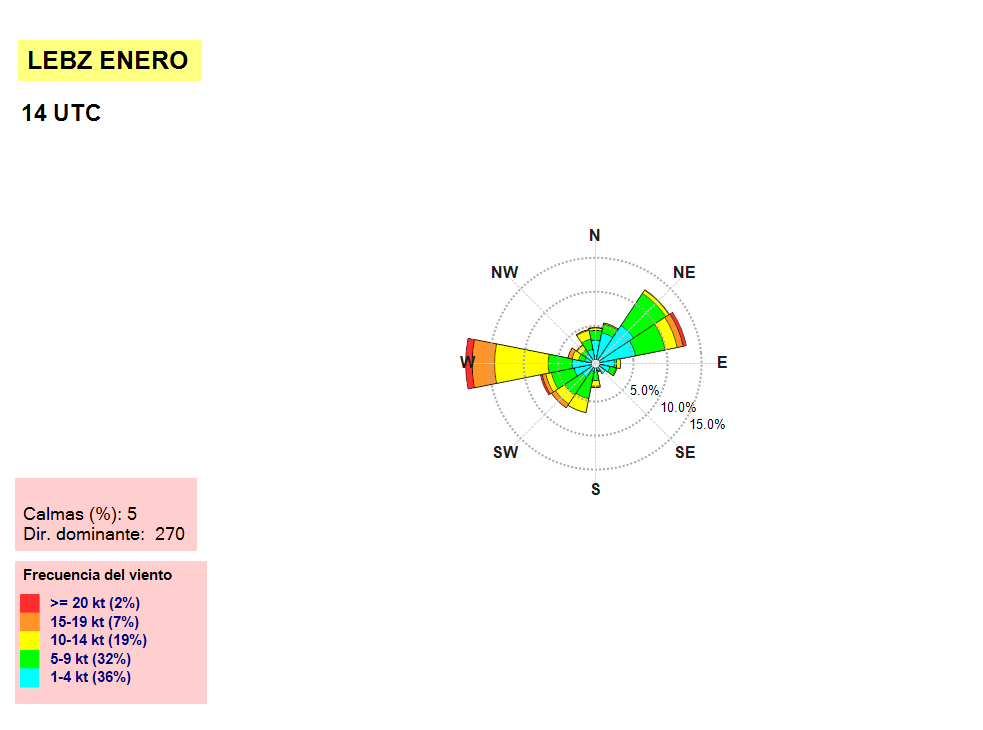 LEBZ ENERO
14 UTC
N
NW
NE
W
E
5.0%
10.0%
15.0%
SW
SE
S
Calmas (%): 5
Dir. dominante:  270
Frecuencia del viento
>= 20 kt (2%)
15-19 kt (7%)
10-14 kt (19%)
5-9 kt (32%)
1-4 kt (36%)